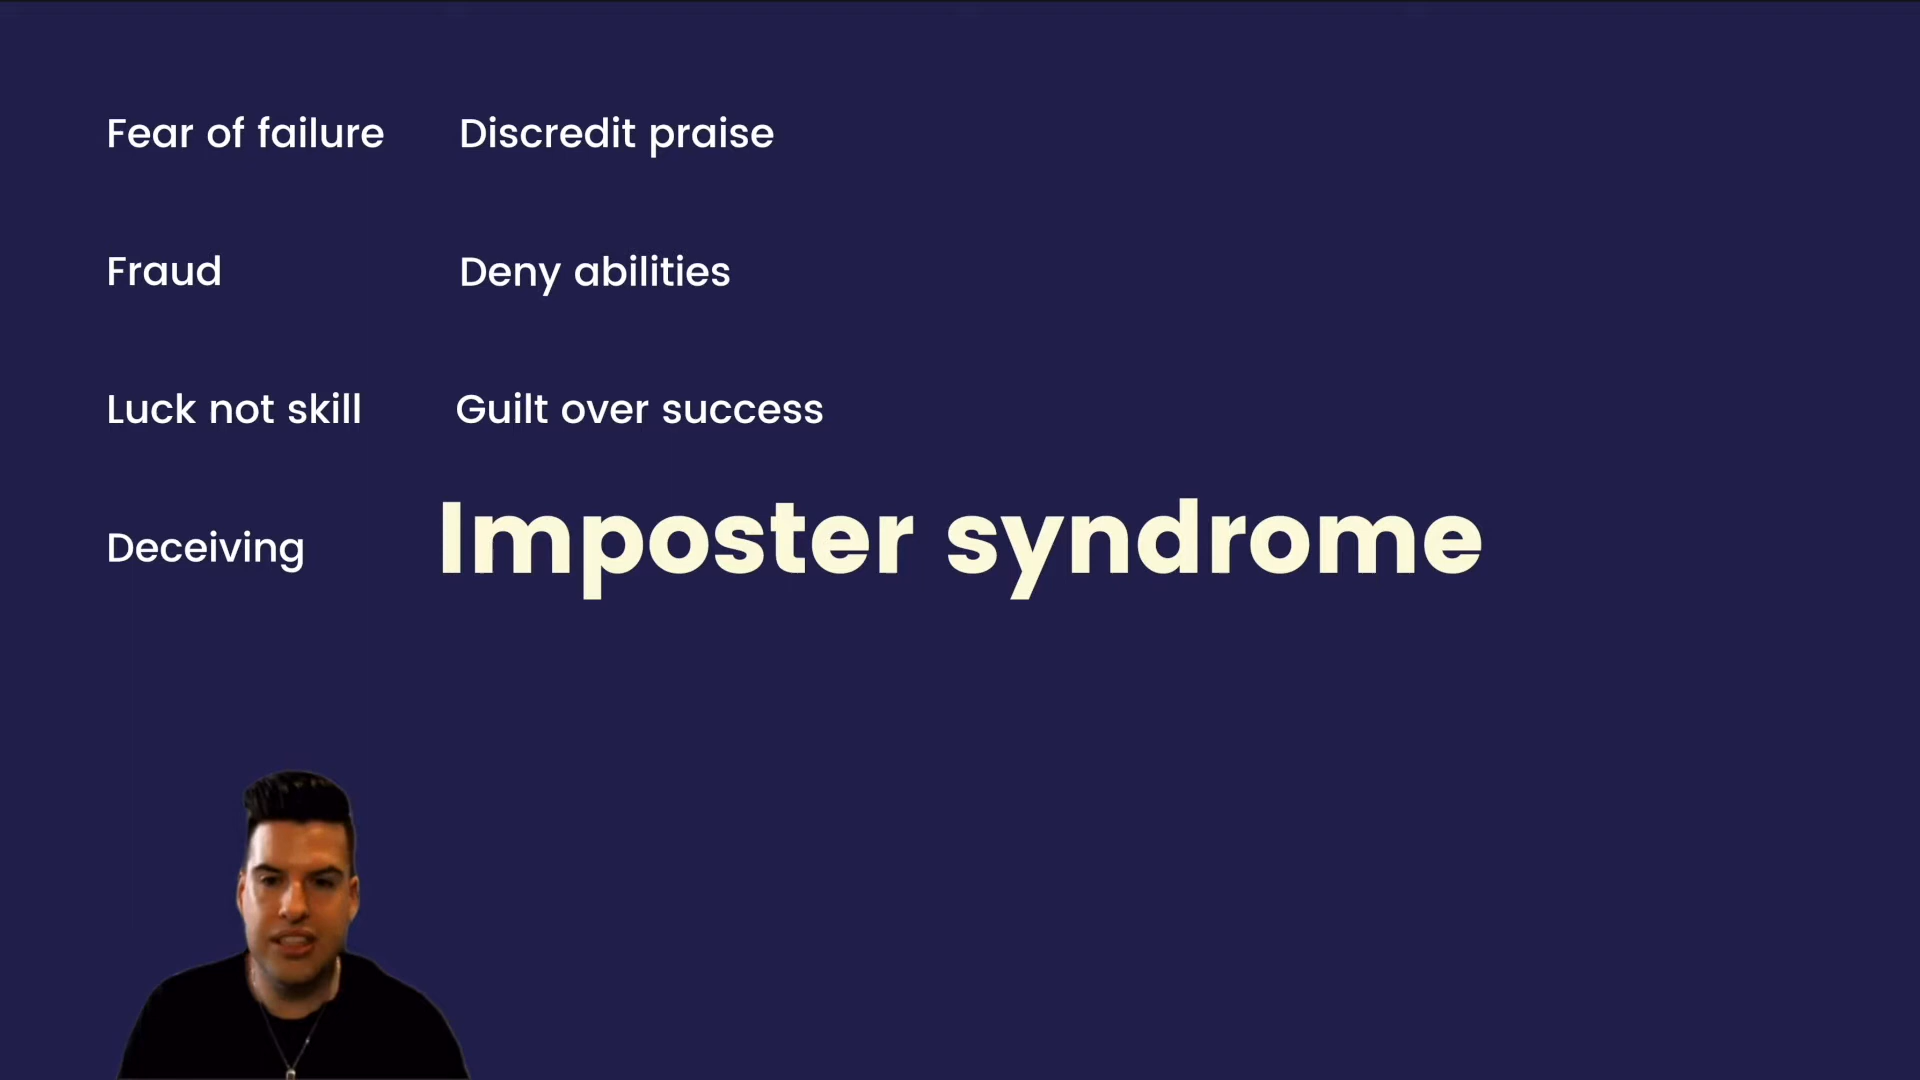 Fear of failure
Discredit praise
Fraud
Deny abilities
Luck not skill
Guilt over success
Deceiving
Imposter syndrome